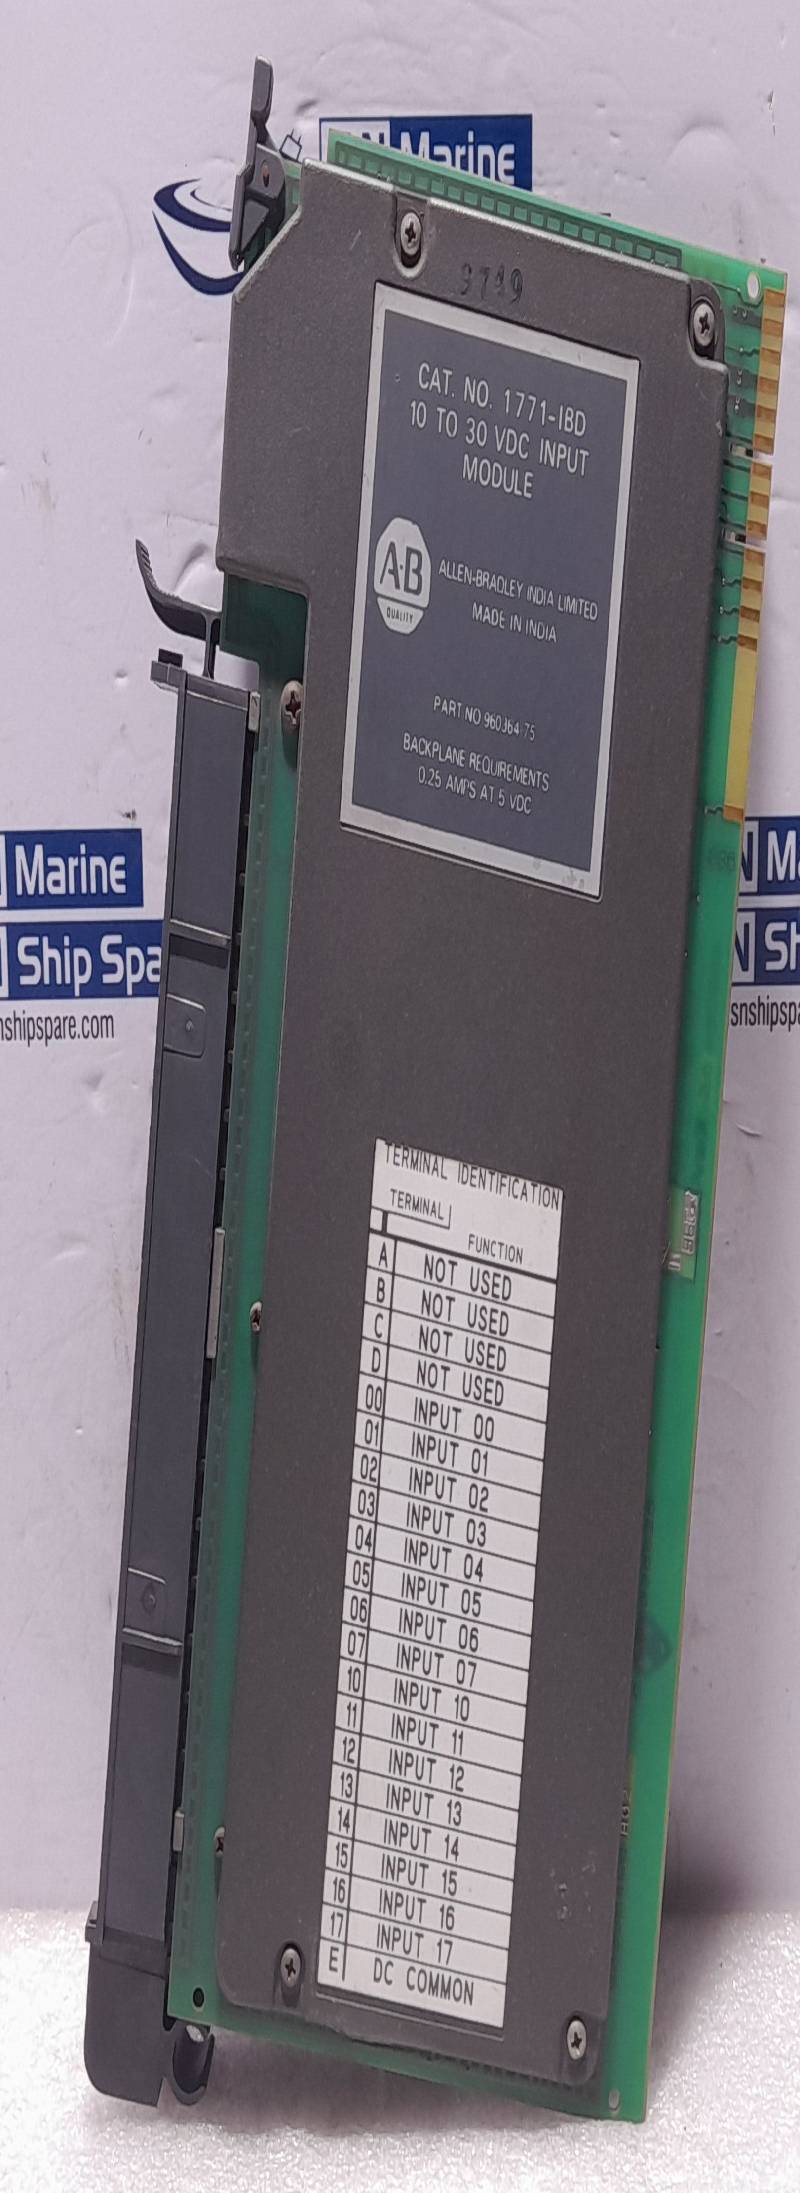 Marine
9749
CAT. NO. 1771-IBD
10 TO 30 VDC INPUT
MODULE
A·B
QUALITY
ALLEN-BRADLEY INDIA LIMITED
MADE IN INDIA
PART NO 960364-75
BACKPLANE REQUIREMENTS
0.25 AMPS AT 5 VDC
Marine
Ship Spa
nshipspare.com
N Ma
N Sh
snshipspa
TERMINAL IDENTIFICATION
TERMINAL
FUNCTION
A NOT USED
B NOT USED
C NOT USED
D NOT USED
00 INPUT 00
01 INPUT 01
02 INPUT 02
03 INPUT 03
04 INPUT 04
05 INPUT 05
06 INPUT 06
07 INPUT 07
10 INPUT 10
11 INPUT 11
12 INPUT 12
13 INPUT 13
14 INPUT 14
15 INPUT 15
16 INPUT 16
17 INPUT 17
E DC COMMON